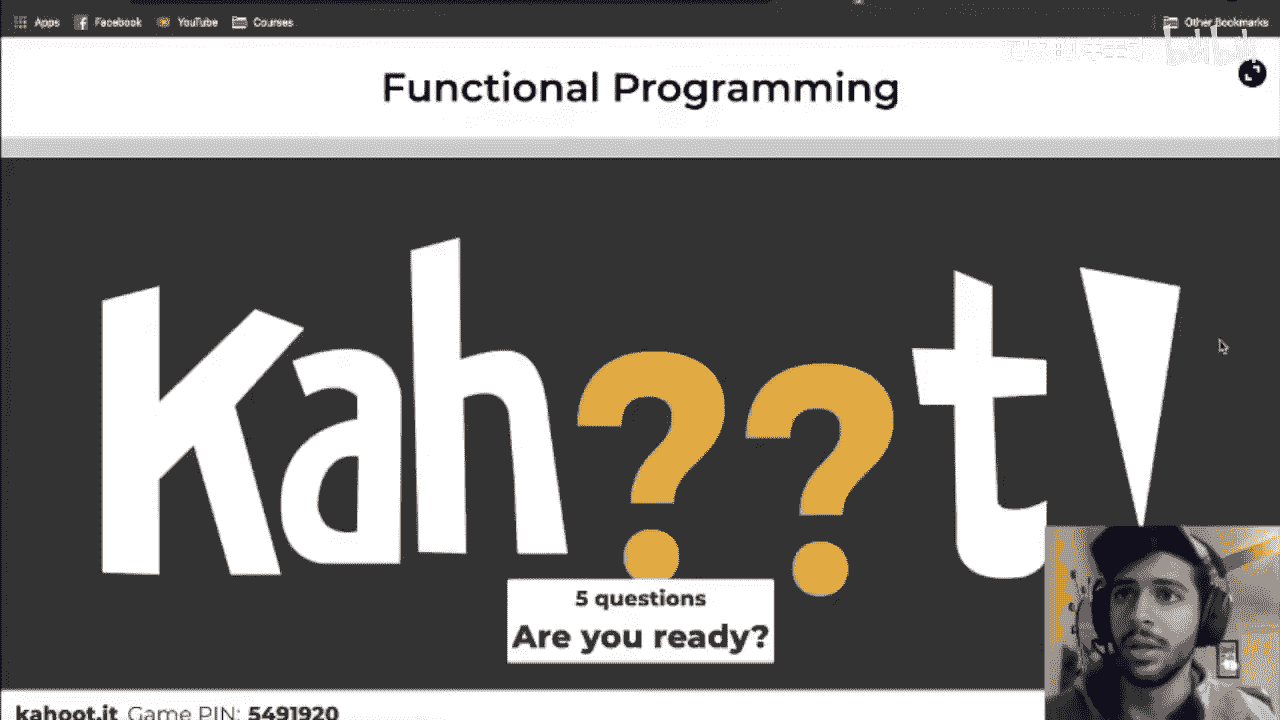 Apps Facebook YouTube Courses Other Bookmarks
bilibili
Functional Programming
Kah??t!
5 questions
Are you ready?
kahoot.it Game PIN: 5491920